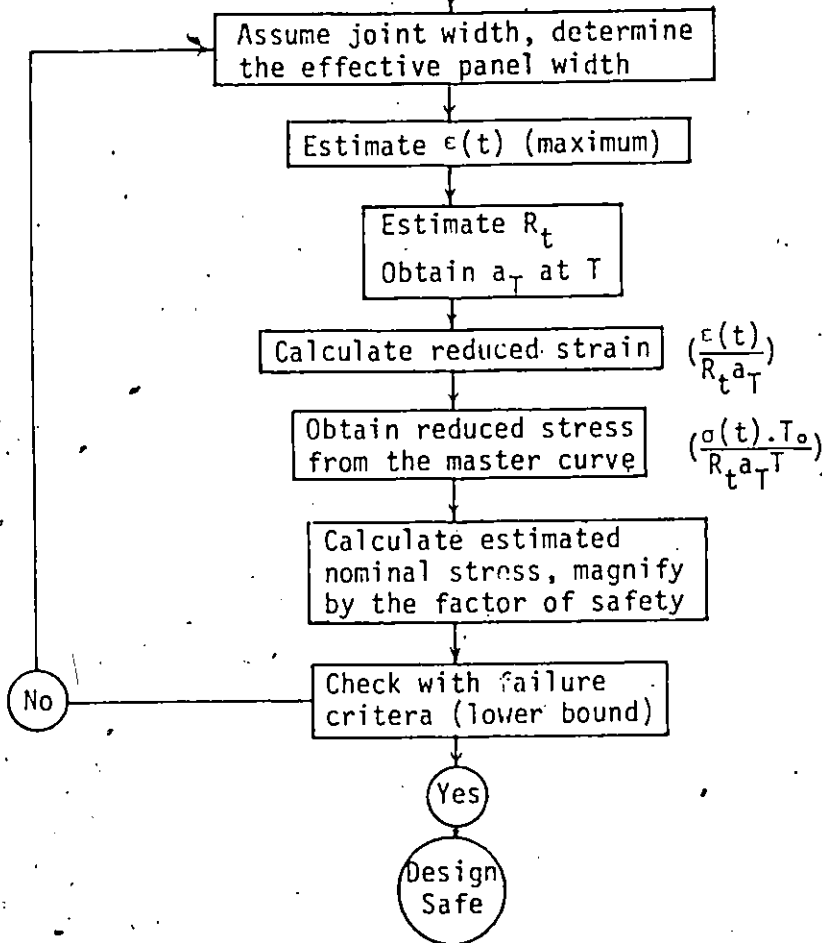 Assume joint width, determine
the effective panel width
Estimate ε(t) (maximum)
Estimate R_t
Obtain a_T at T
Calculate reduced strain
(ε(t)/R_t a_T)
Obtain reduced stress
from the master curve
(σ(t).T₀/R_t a_T T)
Calculate estimated
nominal stress, magnify
by the factor of safety
Check with failure
critera (lower bound)
No
Yes
Design
Safe